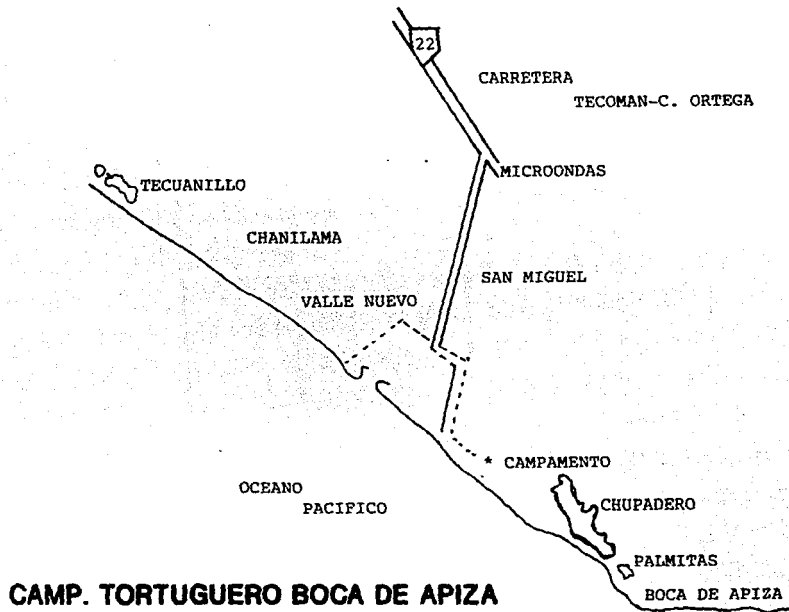 22
CARRETERA
TECOMAN-C. ORTEGA
MICROONDAS
TECUANILLO
CHANILAMA
SAN MIGUEL
VALLE NUEVO
* CAMPAMENTO
OCEANO
PACIFICO
CHUPADERO
PALMITAS
BOCA DE APIZA
CAMP. TORTUGUERO BOCA DE APIZA